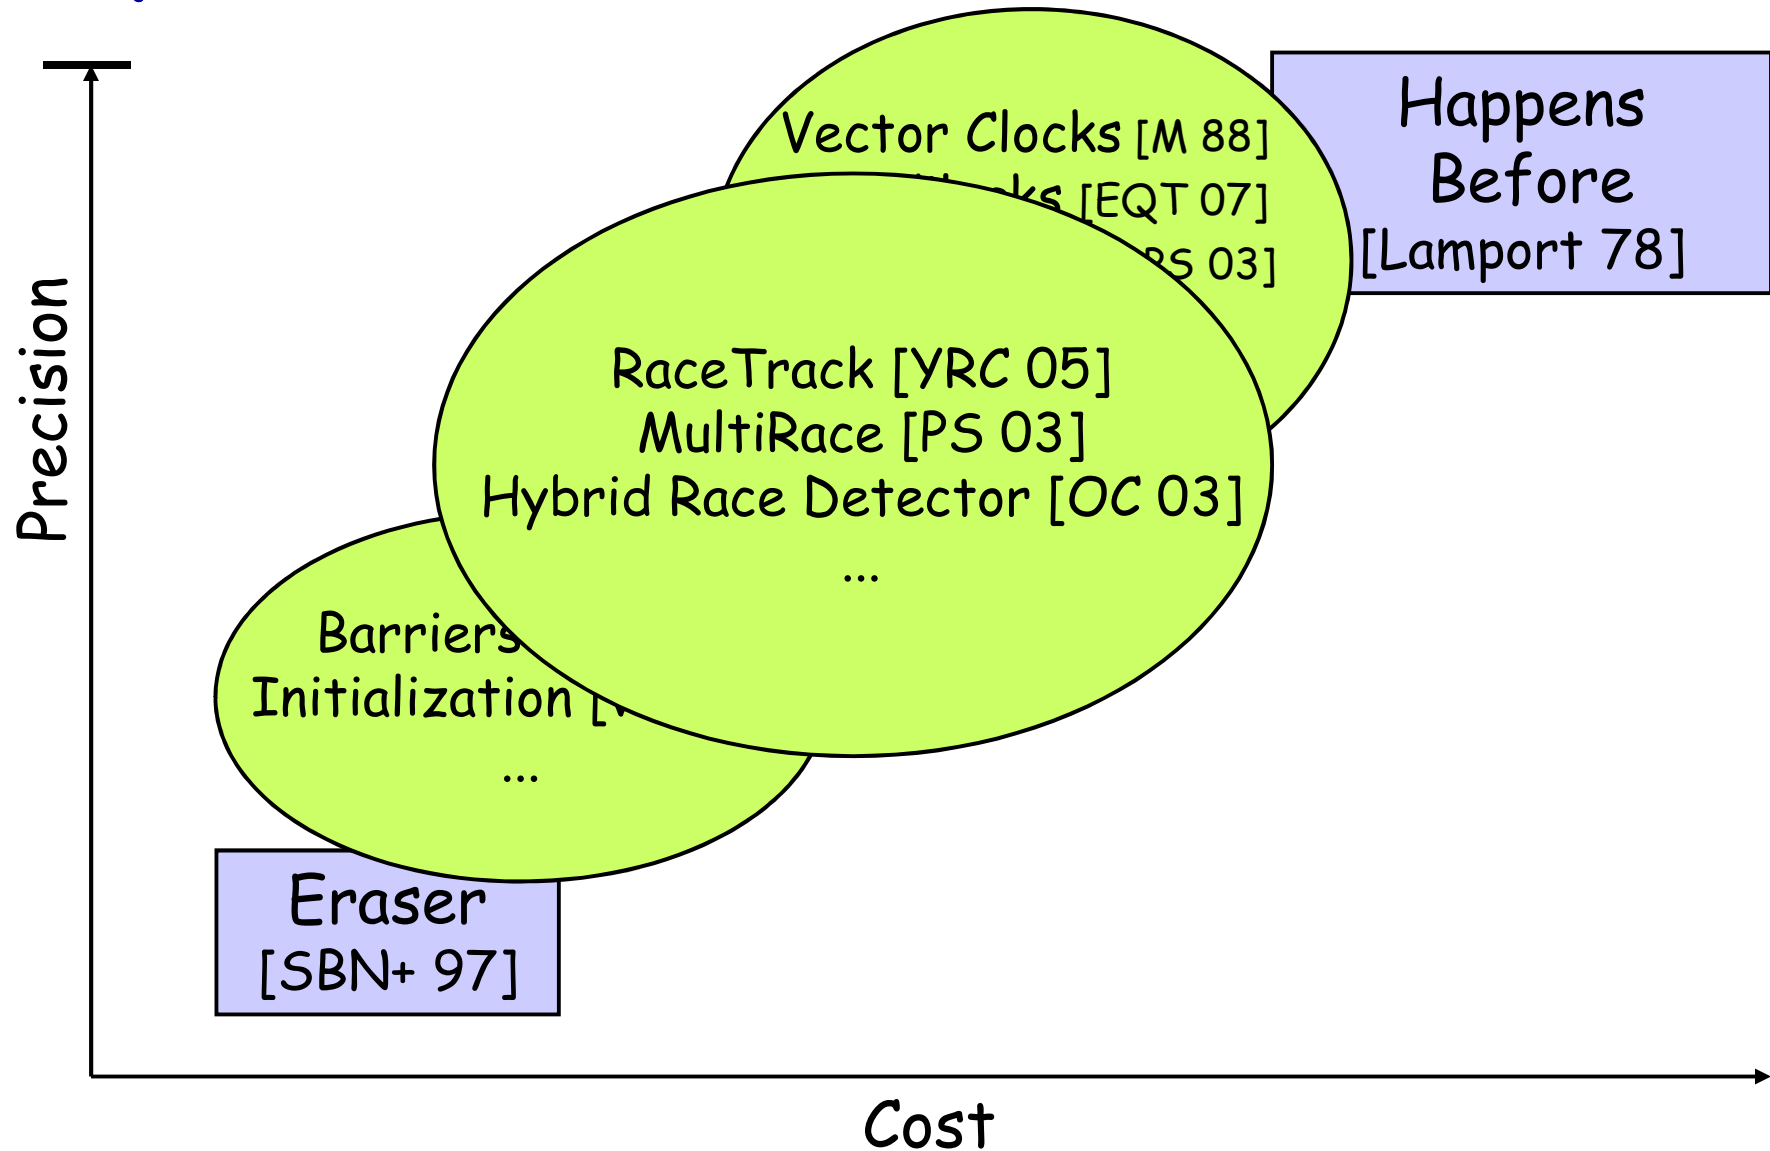 Precision
Vector Clocks [M 88]
[EQT 07]
03]
Happens
Before
[Lamport 78]
RaceTrack [YRC 05]
MultiRace [PS 03]
Hybrid Race Detector [OC 03]
...
Barriers
Initialization
...
Eraser
[SBN+ 97]
Cost